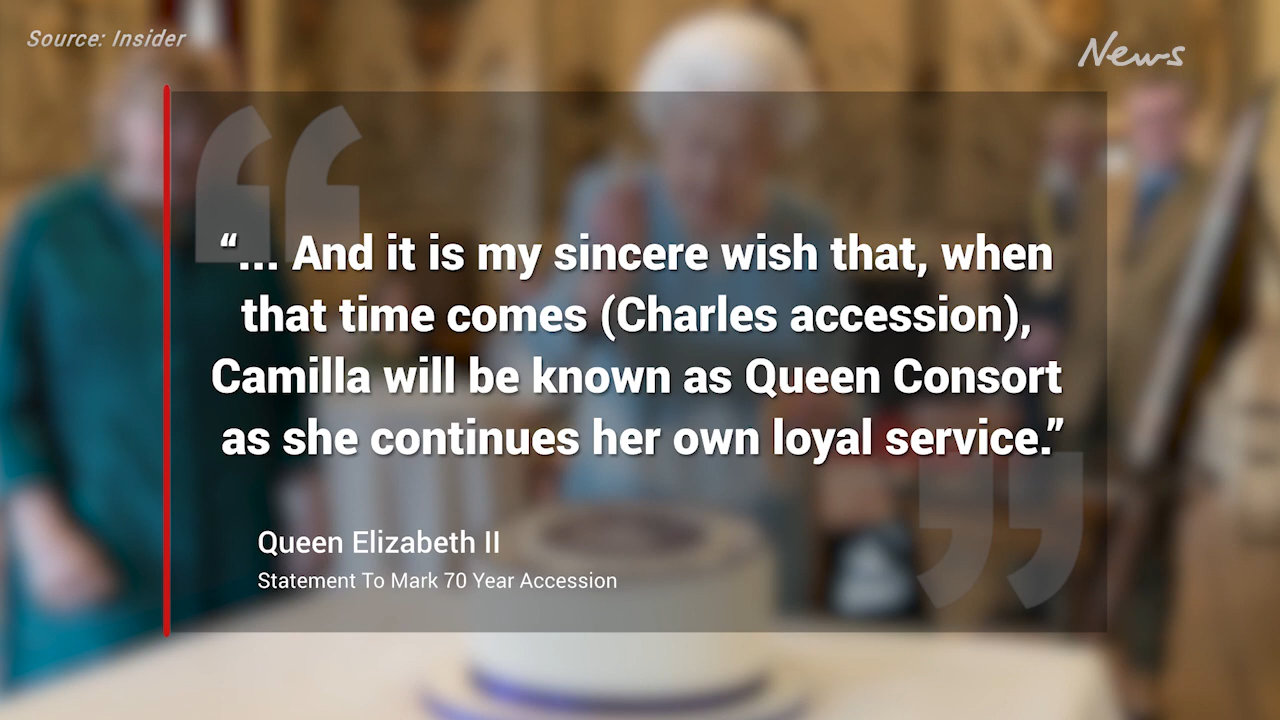 Source: Insider
News
“... And it is my sincere wish that, when
that time comes (Charles accession),
Camilla will be known as Queen Consort
as she continues her own loyal service.”
Queen Elizabeth II
Statement To Mark 70 Year Accession